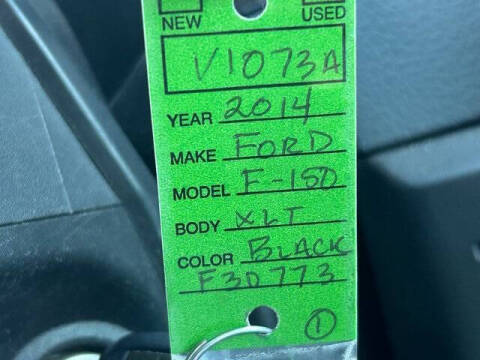 NEW USED
V1073A
YEAR 2014
MAKE FORD
MODEL F-150
BODY XLT
COLOR BLACK
F30773
1